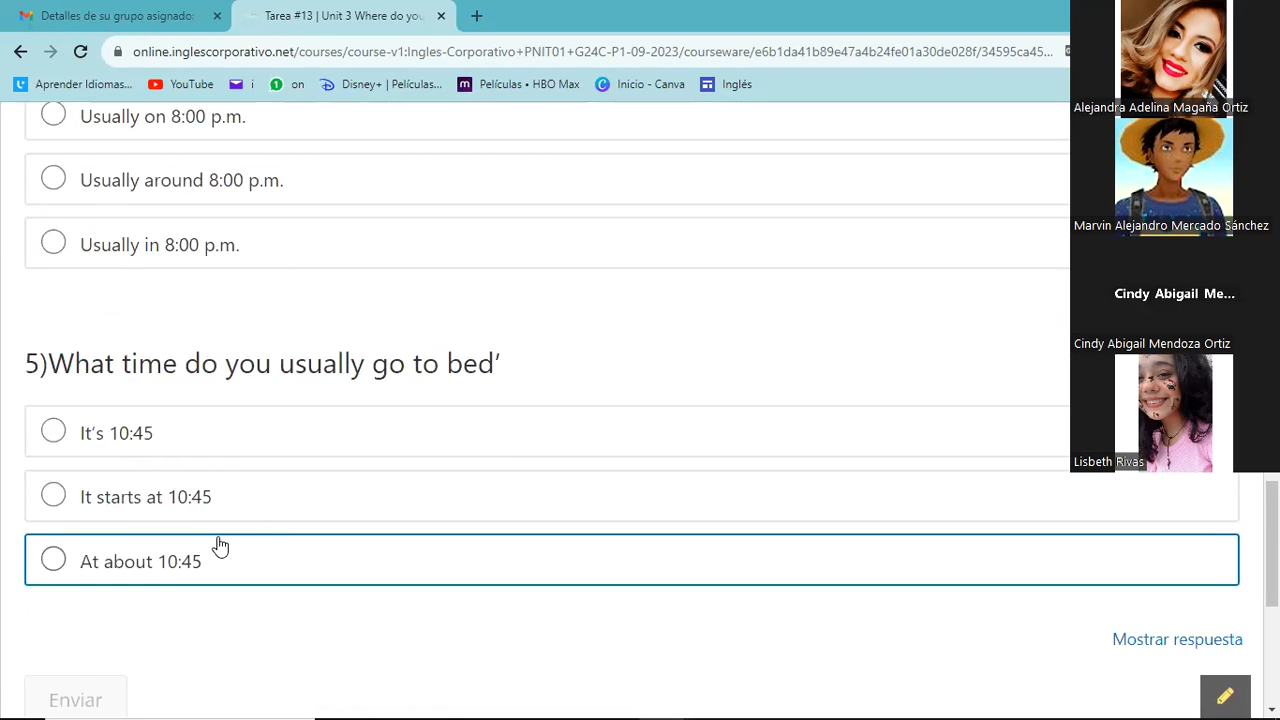 Detalles de su grupo asignado:
Tarea #13 | Unit 3 Where do you
online.inglescorporativo.net/courses/course-v1:Ingles-Corporativo+PNIT01+G24C-P1-09-2023/courseware/e6b1da41b89e47a4b24fe01a30de028f/34595ca45...
Aprender Idiomas...
YouTube
i
on
Disney+ | Películas...
Películas • HBO Max
Inicio - Canva
Inglés
Usually on 8:00 p.m.
Usually around 8:00 p.m.
Usually in 8:00 p.m.
5)What time do you usually go to bed’
It’s 10:45
It starts at 10:45
At about 10:45
Mostrar respuesta
Enviar
Alejandra Adelina Magaña Ortiz
Marvin Alejandro Mercado Sánchez
Cindy Abigail Me...
Cindy Abigail Mendoza Ortiz
Lisbeth Rivas